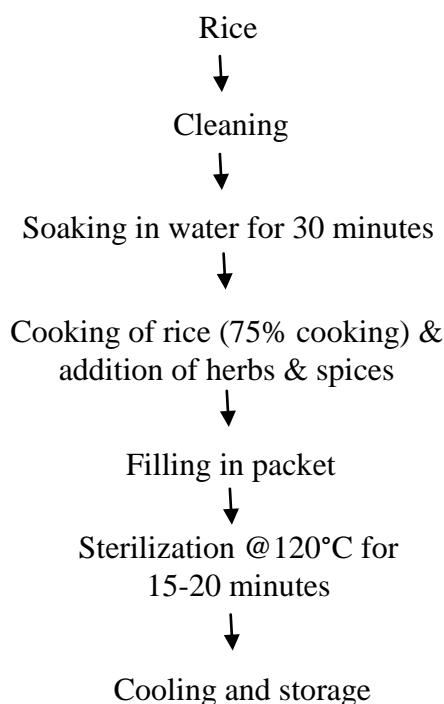 Rice
Cleaning
Soaking in water for 30 minutes
Cooking of rice (75% cooking) &
addition of herbs & spices
Filling in packet
Sterilization @120°C for
15-20 minutes
Cooling and storage